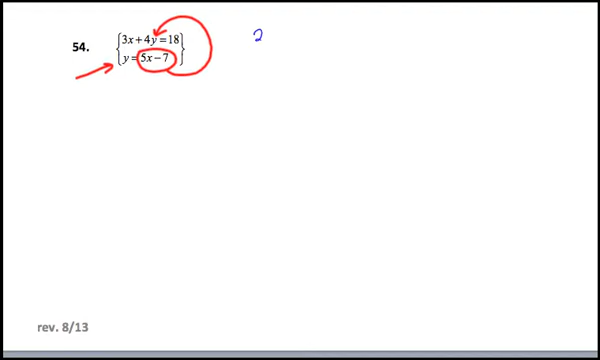 54. 3x + 4y = 18
y = 5x − 7
2
rev. 8/13